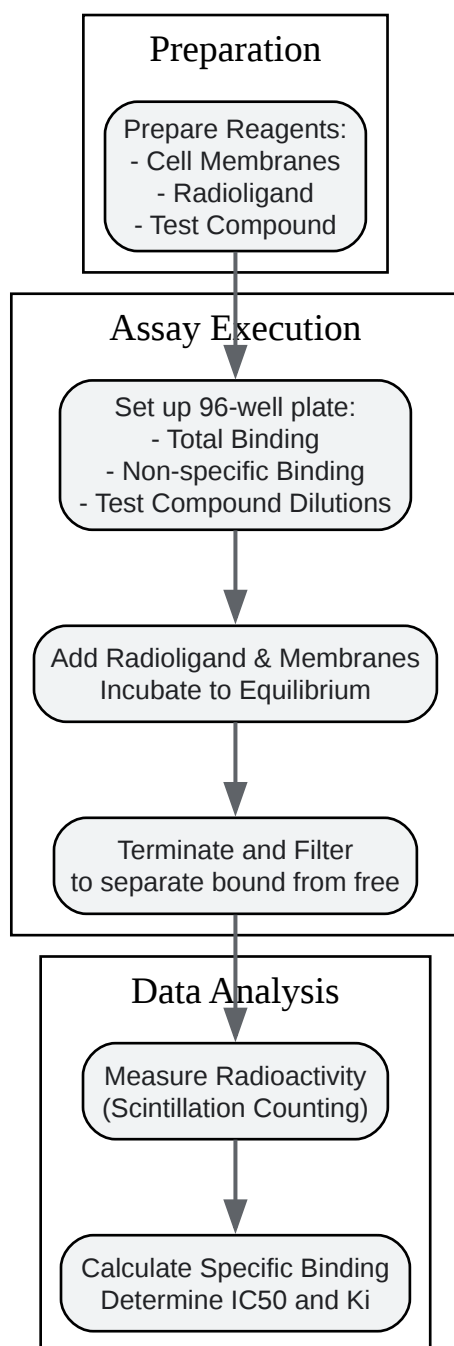 Preparation
Prepare Reagents:
- Cell Membranes
- Radioligand
- Test Compound
Assay Execution
Set up 96-well plate:
- Total Binding
- Non-specific Binding
- Test Compound Dilutions
Add Radioligand & Membranes
Incubate to Equilibrium
Terminate and Filter
to separate bound from free
Data Analysis
Measure Radioactivity
(Scintillation Counting)
Calculate Specific Binding
Determine IC50 and Ki